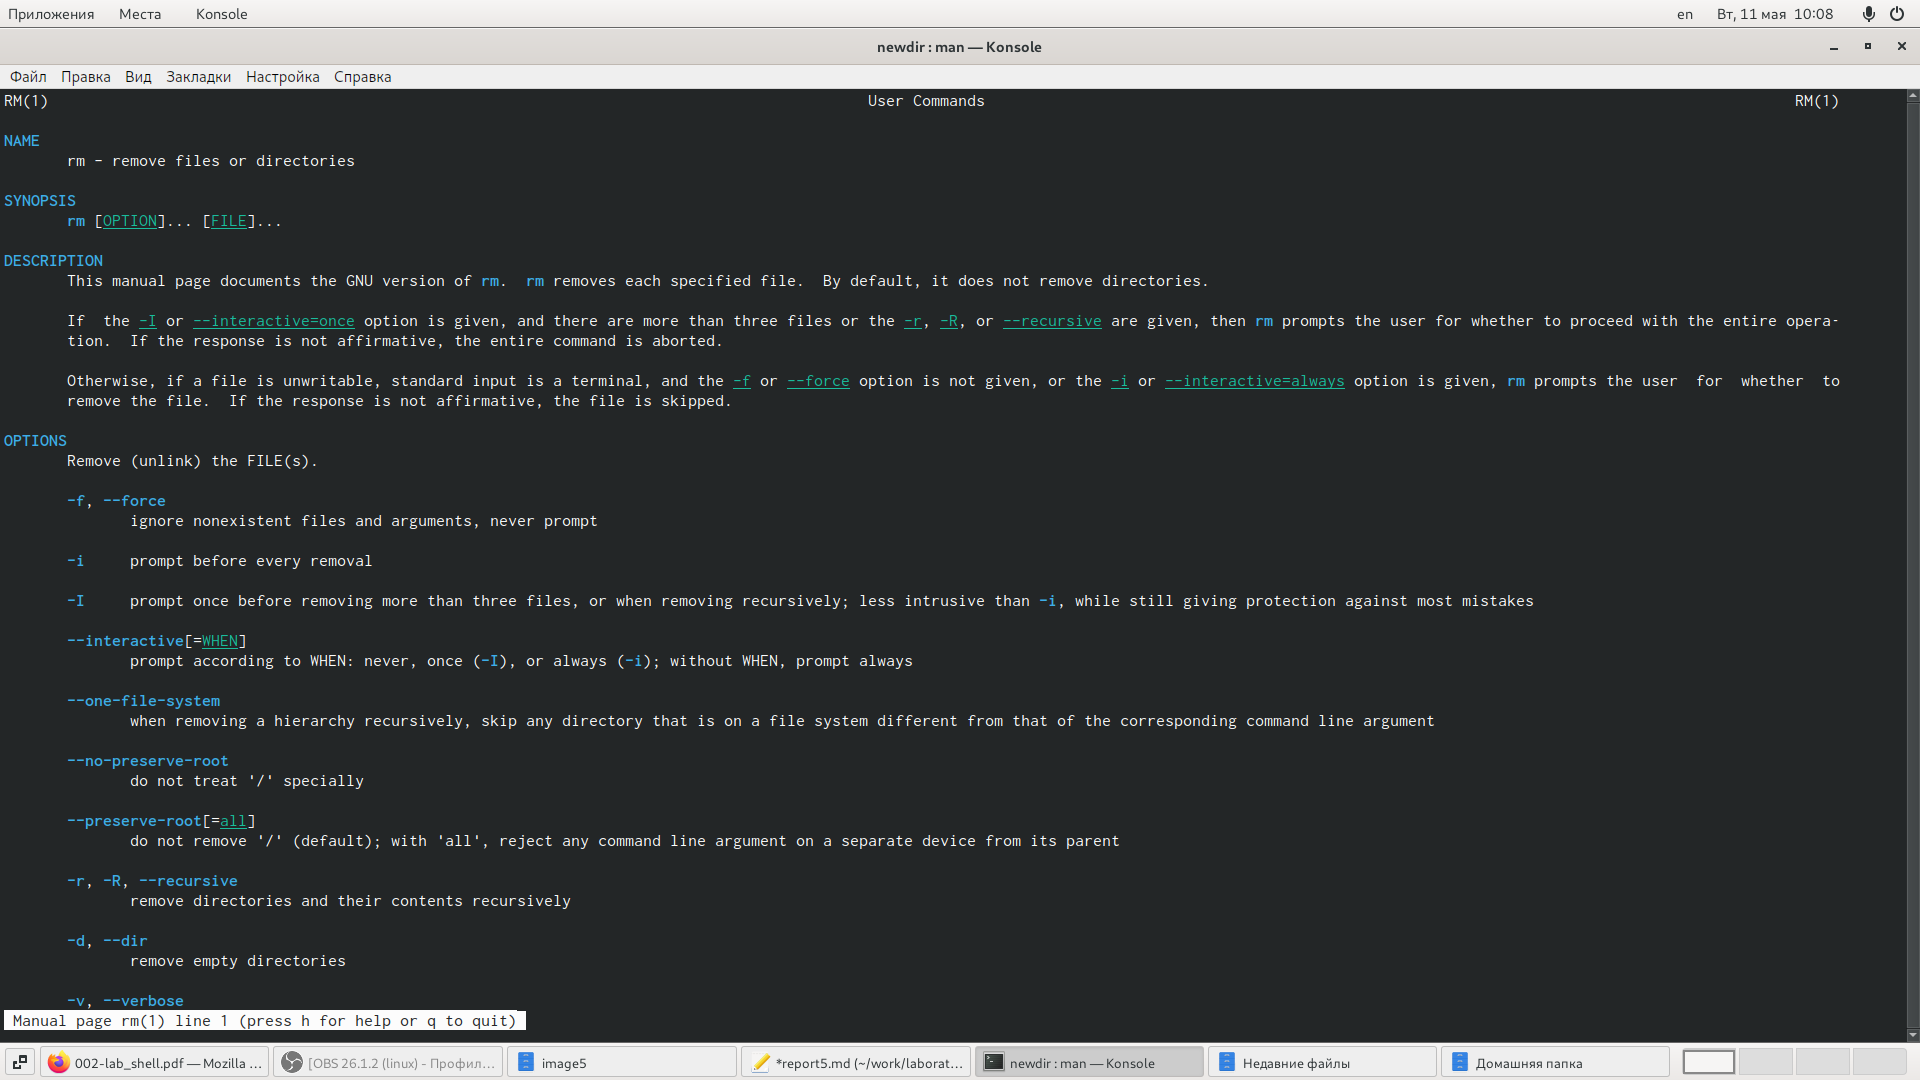 Приложения Места Konsole en Вт, 11 мая 10:08
newdir : man — Konsole
Файл Правка Вид Закладки Настройка Справка
RM(1) User Commands RM(1)
NAME
rm - remove files or directories
SYNOPSIS
rm [OPTION]... [FILE]...
DESCRIPTION
This manual page documents the GNU version of rm. rm removes each specified file. By default, it does not remove directories.
If the -I or --interactive=once option is given, and there are more than three files or the -r, -R, or --recursive are given, then rm prompts the user for whether to proceed with the entire opera-
tion. If the response is not affirmative, the entire command is aborted.
Otherwise, if a file is unwritable, standard input is a terminal, and the -f or --force option is not given, or the -i or --interactive=always option is given, rm prompts the user for whether to
remove the file. If the response is not affirmative, the file is skipped.
OPTIONS
Remove (unlink) the FILE(s).
-f, --force
ignore nonexistent files and arguments, never prompt
-i prompt before every removal
-I prompt once before removing more than three files, or when removing recursively; less intrusive than -i, while still giving protection against most mistakes
--interactive[=WHEN]
prompt according to WHEN: never, once (-I), or always (-i); without WHEN, prompt always
--one-file-system
when removing a hierarchy recursively, skip any directory that is on a file system different from that of the corresponding command line argument
--no-preserve-root
do not treat '/' specially
--preserve-root[=all]
do not remove '/' (default); with 'all', reject any command line argument on a separate device from its parent
-r, -R, --recursive
remove directories and their contents recursively
-d, --dir
remove empty directories
-v, --verbose
Manual page rm(1) line 1 (press h for help or q to quit)
002-lab_shell.pdf — Mozilla ... [OBS 26.1.2 (linux) - Профил... image5 *report5.md (~/work/laborat... newdir : man — Konsole Недавние файлы Домашняя папка